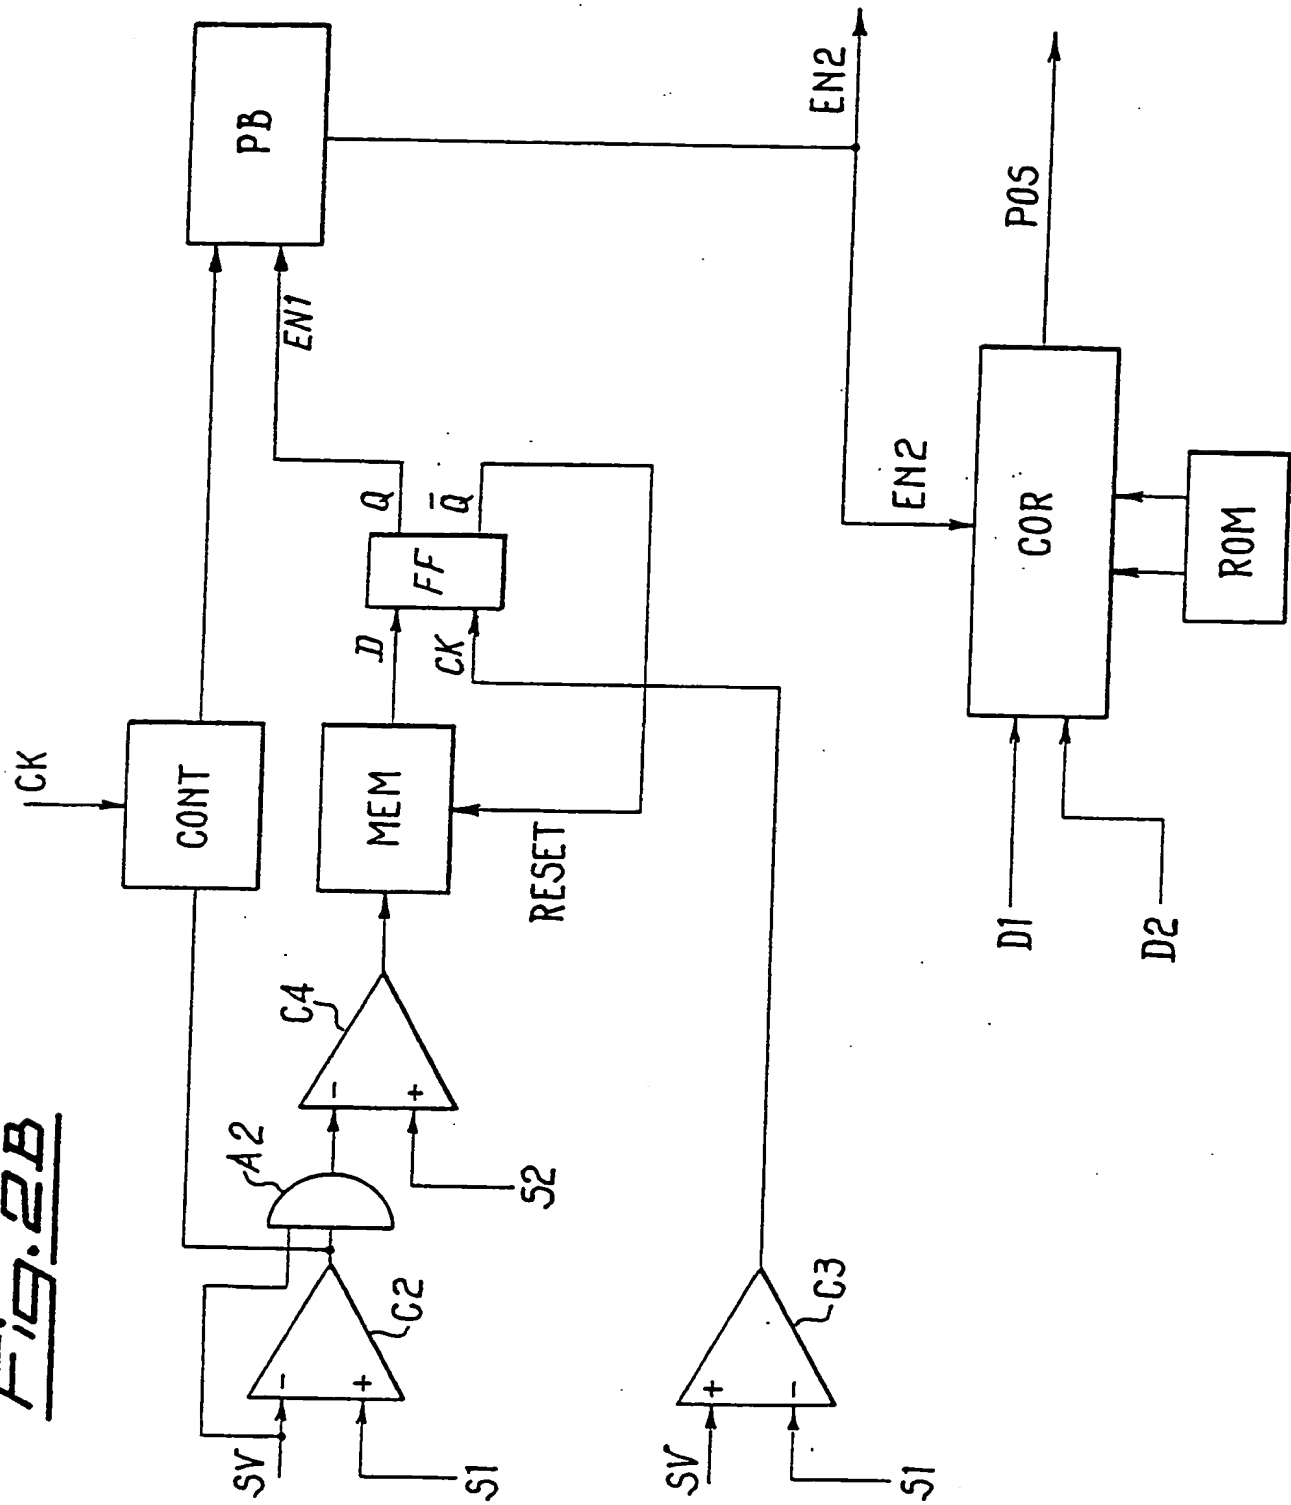 Fig. 2B
CK
CONT
PB
EN1
SV
S1
C2
A2
S2
C4
MEM
RESET
D
CK
FF
Q
Q̅
EN2
EN2
SV
S1
C3
D1
D2
COR
ROM
POS
+
-
+
-
+
-